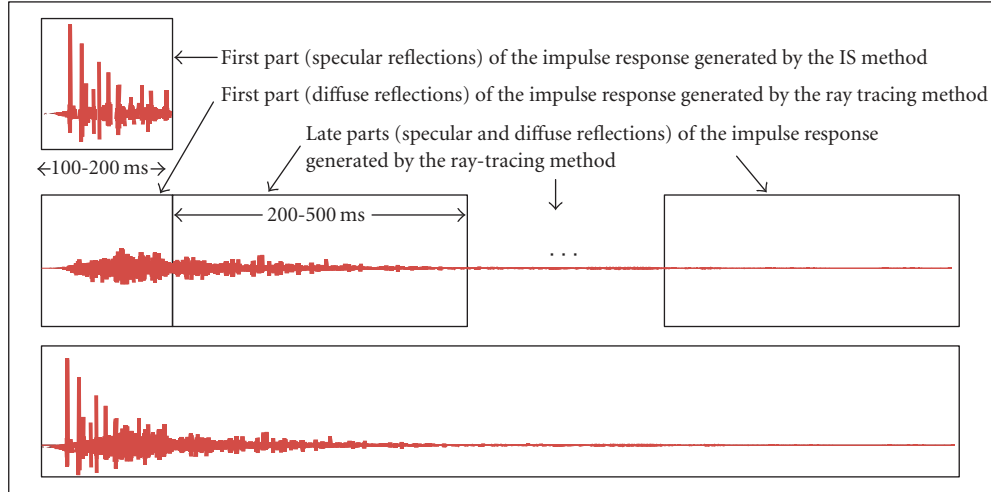 First part (specular reflections) of the impulse response generated by the IS method
First part (diffuse reflections) of the impulse response generated by the ray tracing method
Late parts (specular and diffuse reflections) of the impulse response
generated by the ray-tracing method
100-200 ms
200-500 ms
. . .